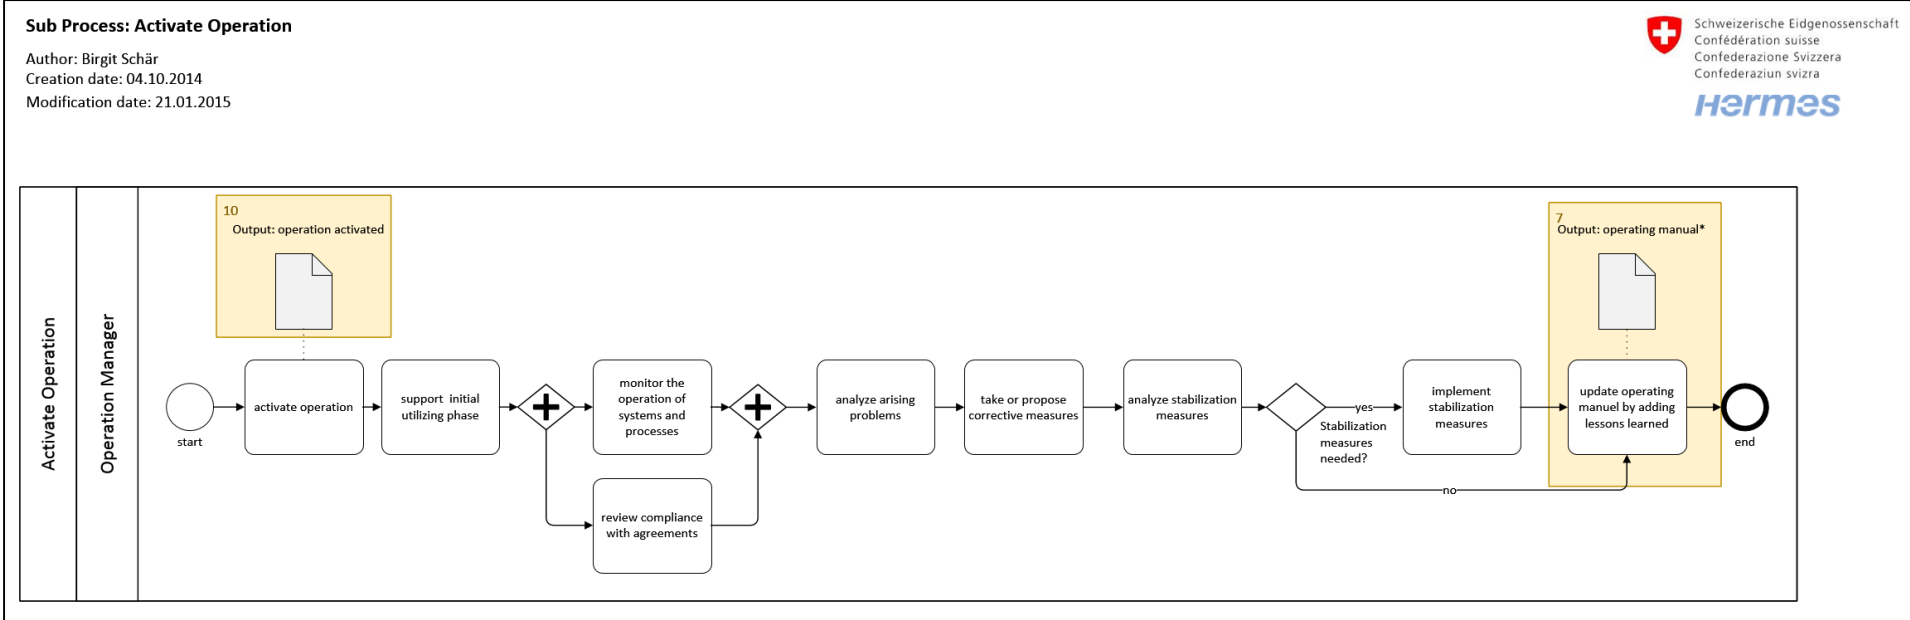 Sub Process: Activate Operation
Author: Birgit Schär
Creation date: 04.10.2014
Modification date: 21.01.2015
Schweizerische Eidgenossenschaft
Confédération suisse
Confederazione Svizzera
Confederaziun svizra
Hermes
Activate Operation
Operation Manager
10
Output: operation activated
7
Output: operating manual*
start
activate operation
support initial
utilizing phase
monitor the
operation of
systems and
processes
review compliance
with agreements
analyze arising
problems
take or propose
corrective measures
analyze stabilization
measures
yes
Stabilization
measures
needed?
no
implement
stabilization
measures
update operating
manuel by adding
lessons learned
end